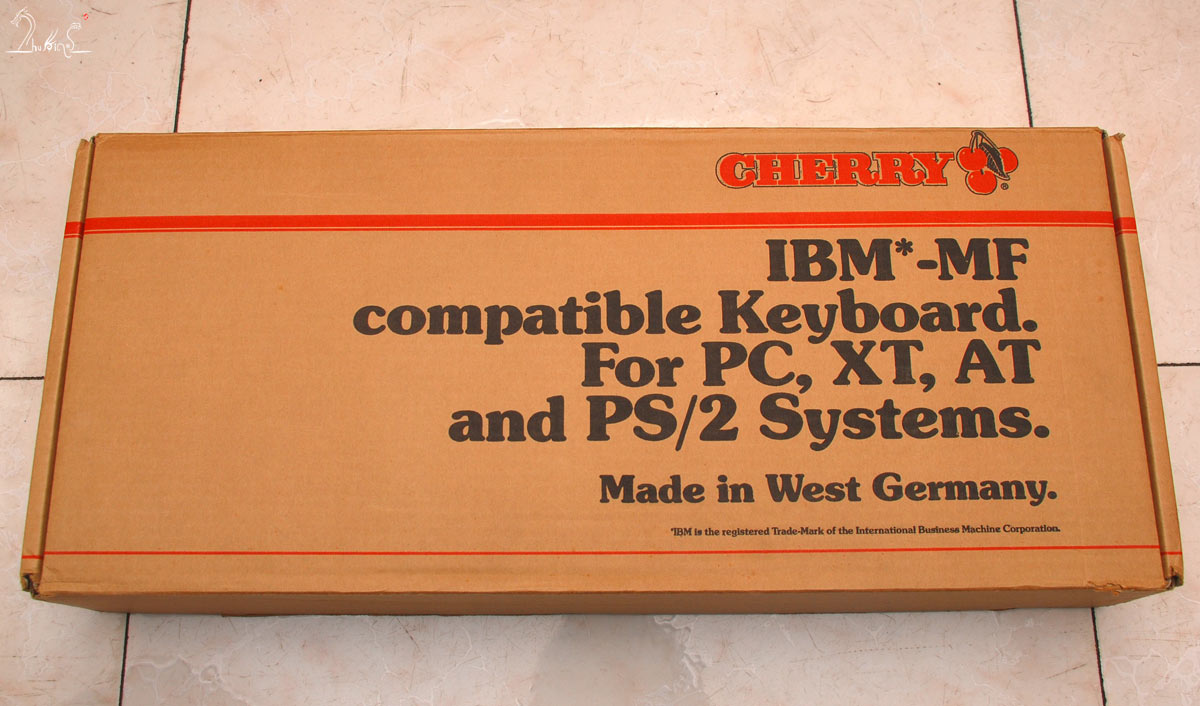 CHERRY
®
IBM*-MF
compatible Keyboard.
For PC, XT, AT
and PS/2 Systems.
Made in West Germany.
*IBM is the registered Trade-Mark of the International Business Machine Corporation.